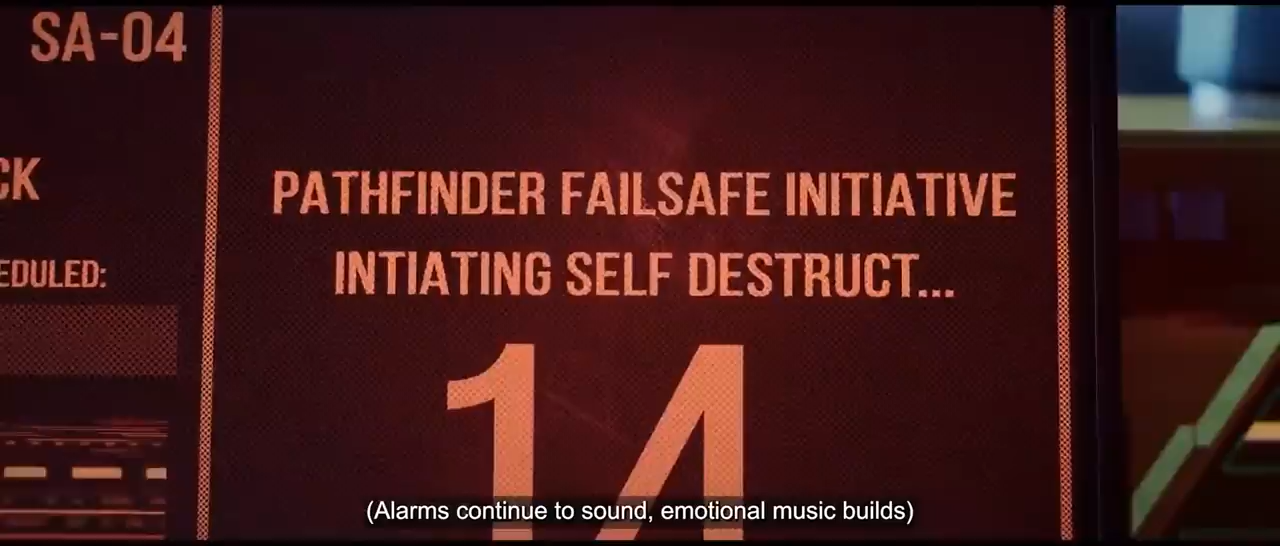 SA-04
CK
EDULED:
PATHFINDER FAILSAFE INITIATIVE
INTIATING SELF DESTRUCT...
14
(Alarms continue to sound, emotional music builds)